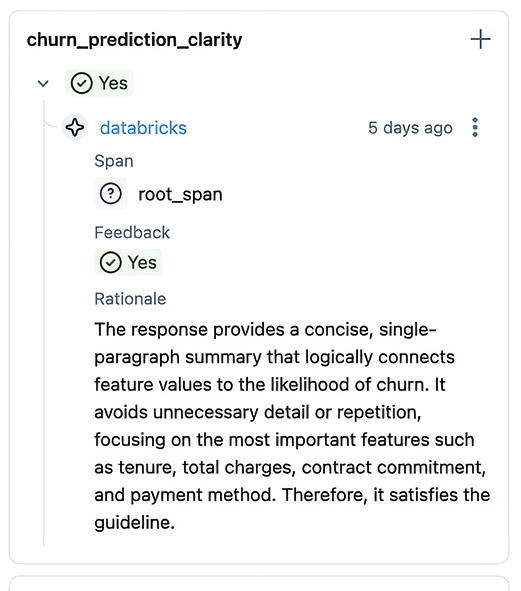 churn_prediction_clarity
Yes
databricks 5 days ago
Span
root_span
Feedback
Yes
Rationale
The response provides a concise, single-
paragraph summary that logically connects
feature values to the likelihood of churn. It
avoids unnecessary detail or repetition,
focusing on the most important features such
as tenure, total charges, contract commitment,
and payment method. Therefore, it satisfies the
guideline.